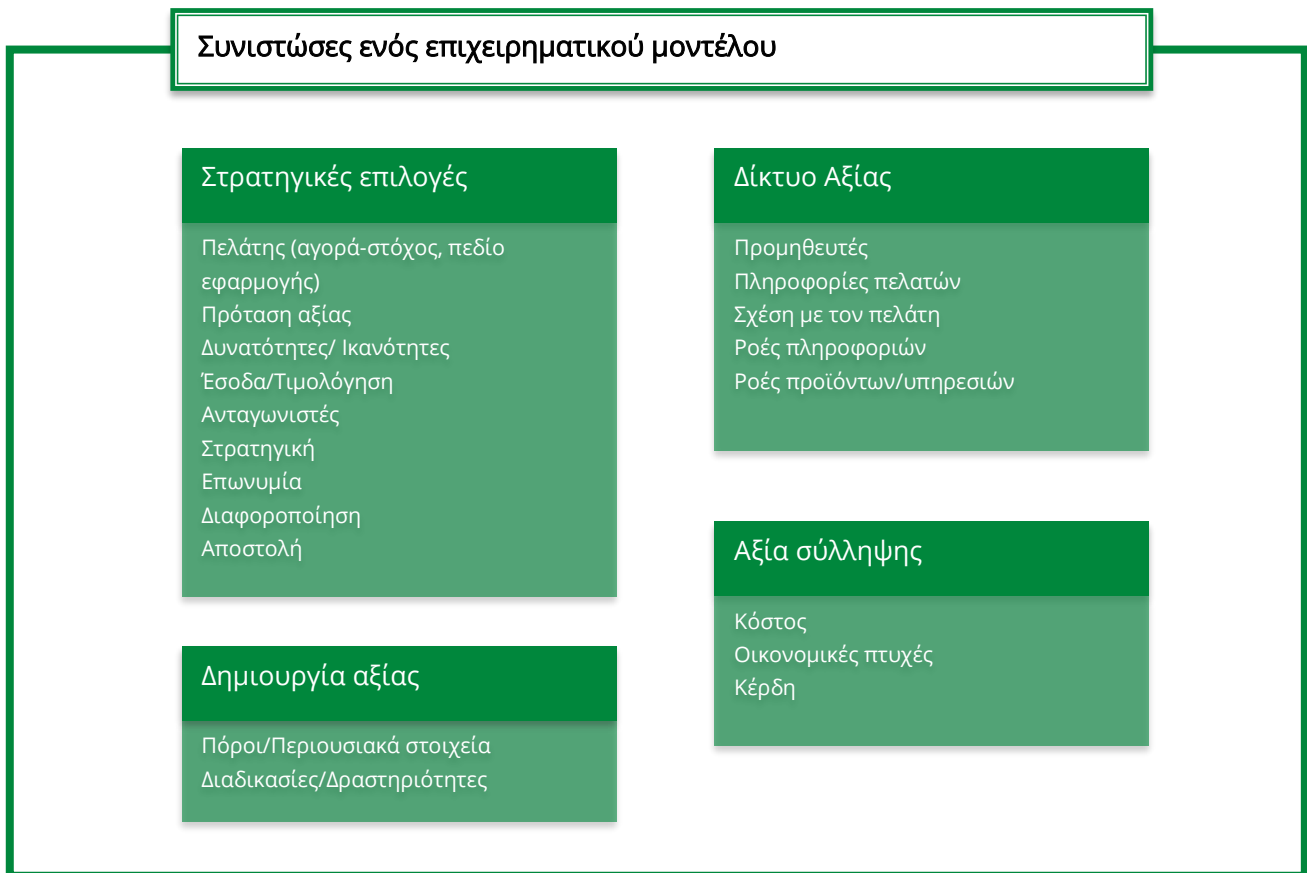 Συνιστώσες ενός επιχειρηματικού μοντέλου
Στρατηγικές επιλογές
Πελάτης (αγορά-στόχος, πεδίο
εφαρμογής)
Πρόταση αξίας
Δυνατότητες/ Ικανότητες
Έσοδα/Τιμολόγηση
Ανταγωνιστές
Στρατηγική
Επωνυμία
Διαφοροποίηση
Αποστολή
Δημιουργία αξίας
Πόροι/Περιουσιακά στοιχεία
Διαδικασίες/Δραστηριότητες
Δίκτυο Αξίας
Προμηθευτές
Πληροφορίες πελατών
Σχέση με τον πελάτη
Ροές πληροφοριών
Ροές προϊόντων/υπηρεσιών
Αξία σύλληψης
Κόστος
Οικονομικές πτυχές
Κέρδη